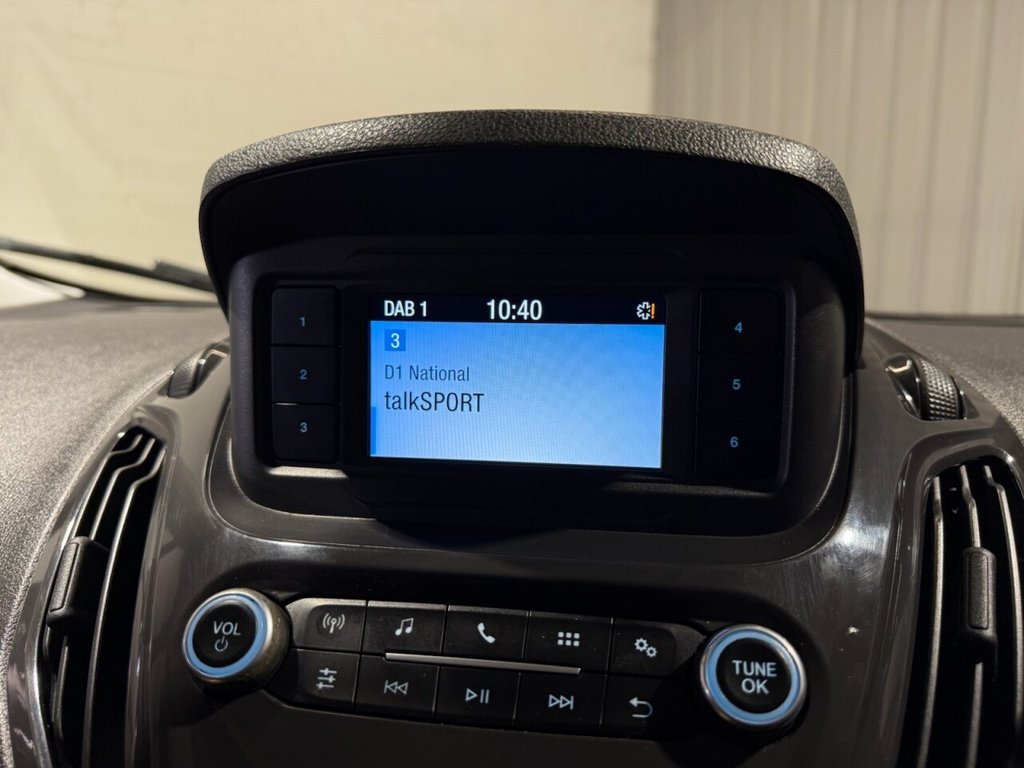 DAB 1 10:40
3
D1 National
talkSPORT
1
2
3
4
5
6
VOL
TUNE
OK